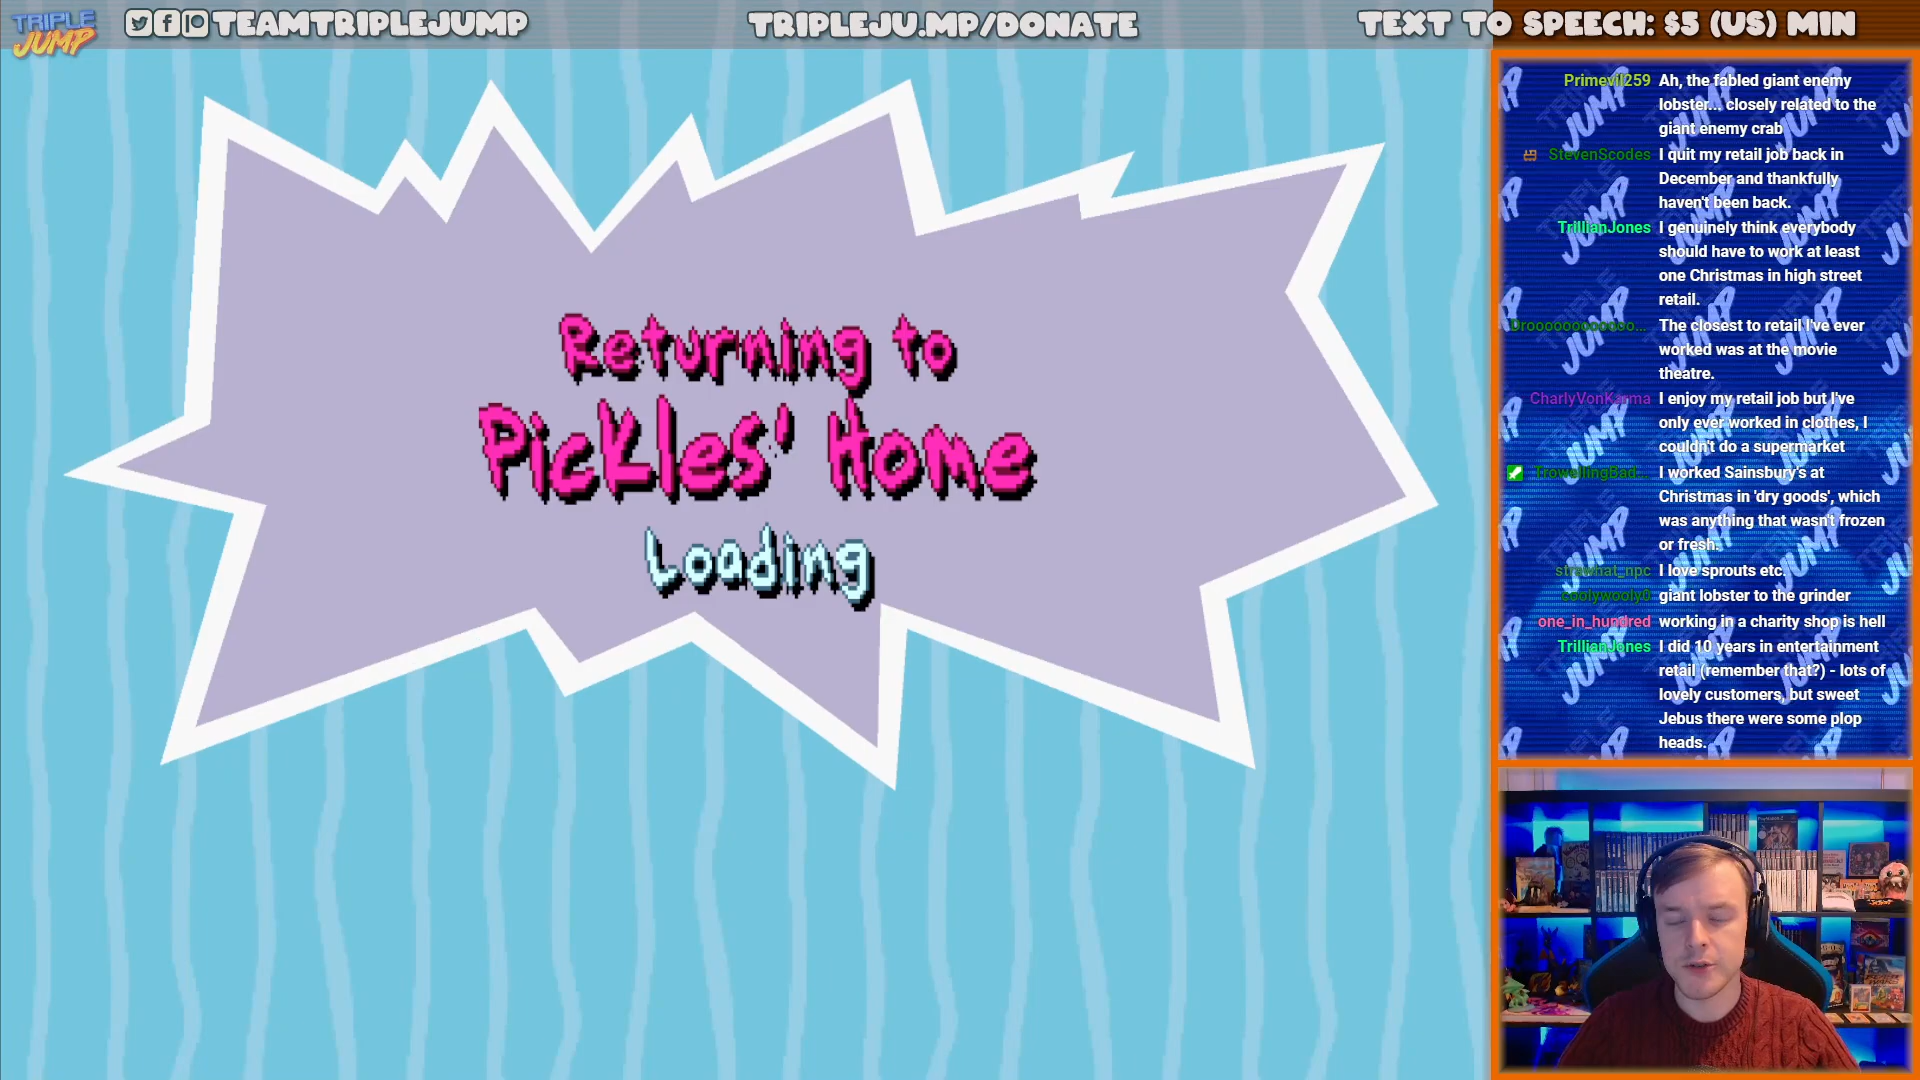 TRIPLE
JUMP
TEAMTRIPLEJUMP
TRIPLEJU.MP/DONATE
TEXT TO SPEECH: $5 (US) MIN
Returning to
Pickles' Home
Loading
Primevil259 Ah, the fabled giant enemy
lobster... closely related to the
giant enemy crab
StevenScodes I quit my retail job back in
December and thankfully
haven't been back.
TrillianJones I genuinely think everybody
should have to work at least
one Christmas in high street
retail.
The closest to retail I've ever
worked was at the movie
theatre.
CharlyVonKarma I enjoy my retail job but I've
only ever worked in clothes, I
couldn't do a supermarket
TrowellingBad... I worked Sainsbury's at
Christmas in 'dry goods', which
was anything that wasn't frozen
or fresh.
strawhat_npc I love sprouts etc.
coolywooly0 giant lobster to the grinder
one_in_hundred working in a charity shop is hell
TrillianJones I did 10 years in entertainment
retail (remember that?) - lots of
lovely customers, but sweet
Jebus there were some plop
heads.